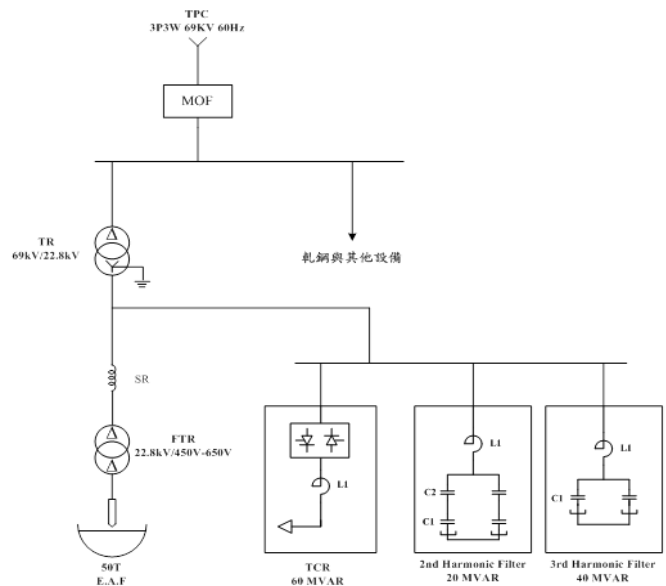 TPC
3P3W 69KV 60Hz
MOF
TR
69kV/22.8kV
軋鋼與其他設備
SR
FTR
22.8kV/450V-650V
L1
L1
L1
C2
C1
C1
50T
E.A.F
TCR
60 MVAR
2nd Harmonic Filter
20 MVAR
3rd Harmonic Filter
40 MVAR